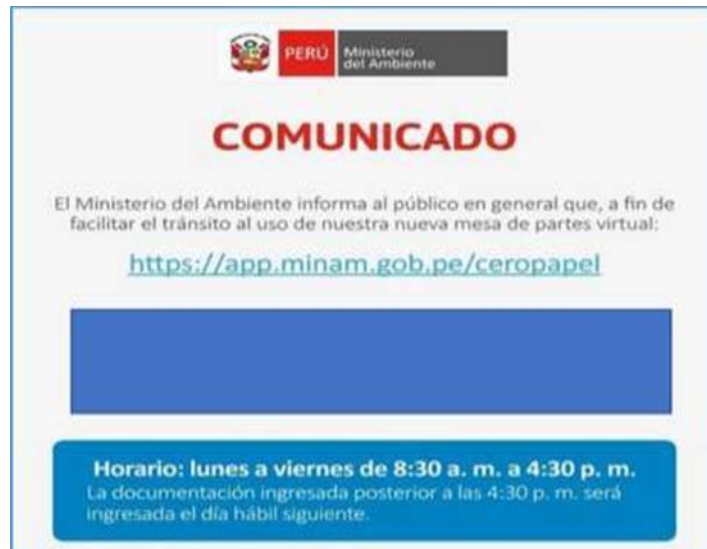 PERÚ
Ministerio
del Ambiente
COMUNICADO
El Ministerio del Ambiente informa al público en general que, a fin de
facilitar el tránsito al uso de nuestra nueva mesa de partes virtual:
https://app.minam.gob.pe/ceropapel
Horario: lunes a viernes de 8:30 a. m. a 4:30 p. m.
La documentación ingresada posterior a las 4:30 p. m. será
ingresada el día hábil siguiente.